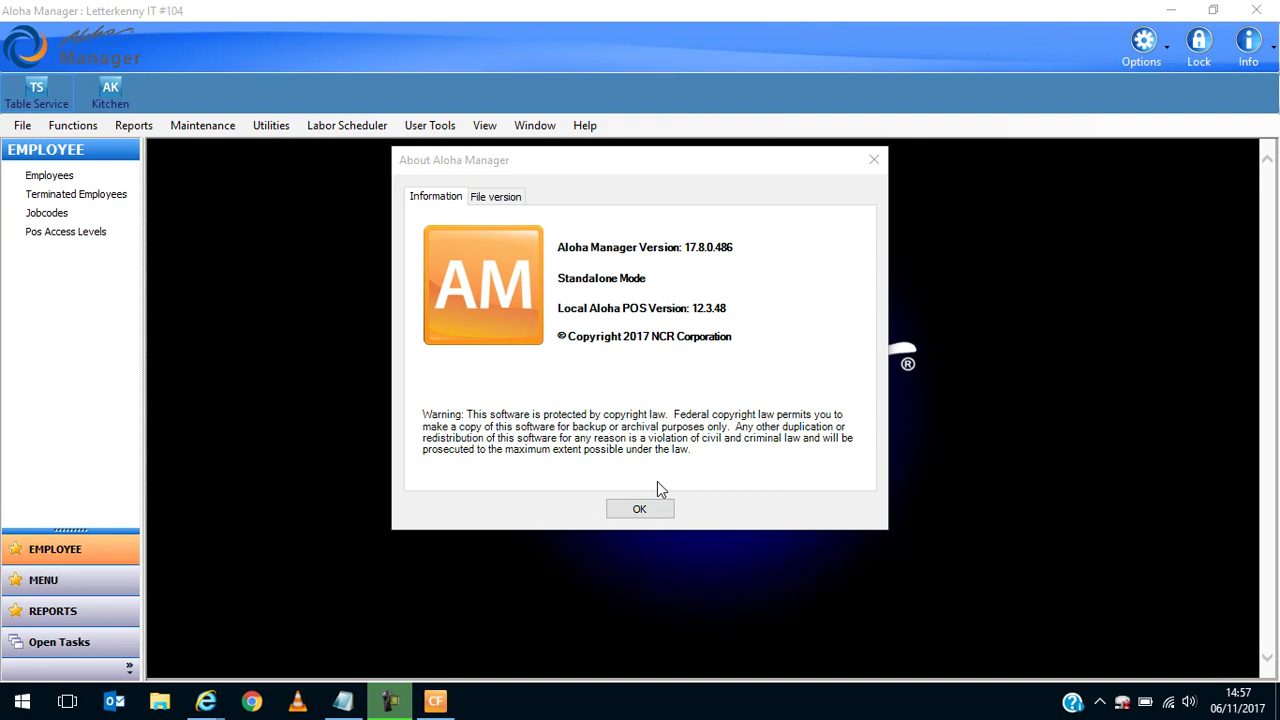 Aloha Manager : Letterkenny IT #104
Aloha
Manager
Options
Lock
Info
TS
Table Service
AK
Kitchen
File Functions Reports Maintenance Utilities Labor Scheduler User Tools View Window Help
EMPLOYEE
Employees
Terminated Employees
Jobcodes
Pos Access Levels
About Aloha Manager
Information
File version
AM
Aloha Manager Version: 17.8.0.486
Standalone Mode
Local Aloha POS Version: 12.3.48
© Copyright 2017 NCR Corporation
Warning: This software is protected by copyright law. Federal copyright law permits you to
make a copy of this software for backup or archival purposes only. Any other duplication or
redistribution of this software for any reason is a violation of civil and criminal law and will be
prosecuted to the maximum extent possible under the law.
OK
®
EMPLOYEE
MENU
REPORTS
Open Tasks
CF
14:57
06/11/2017